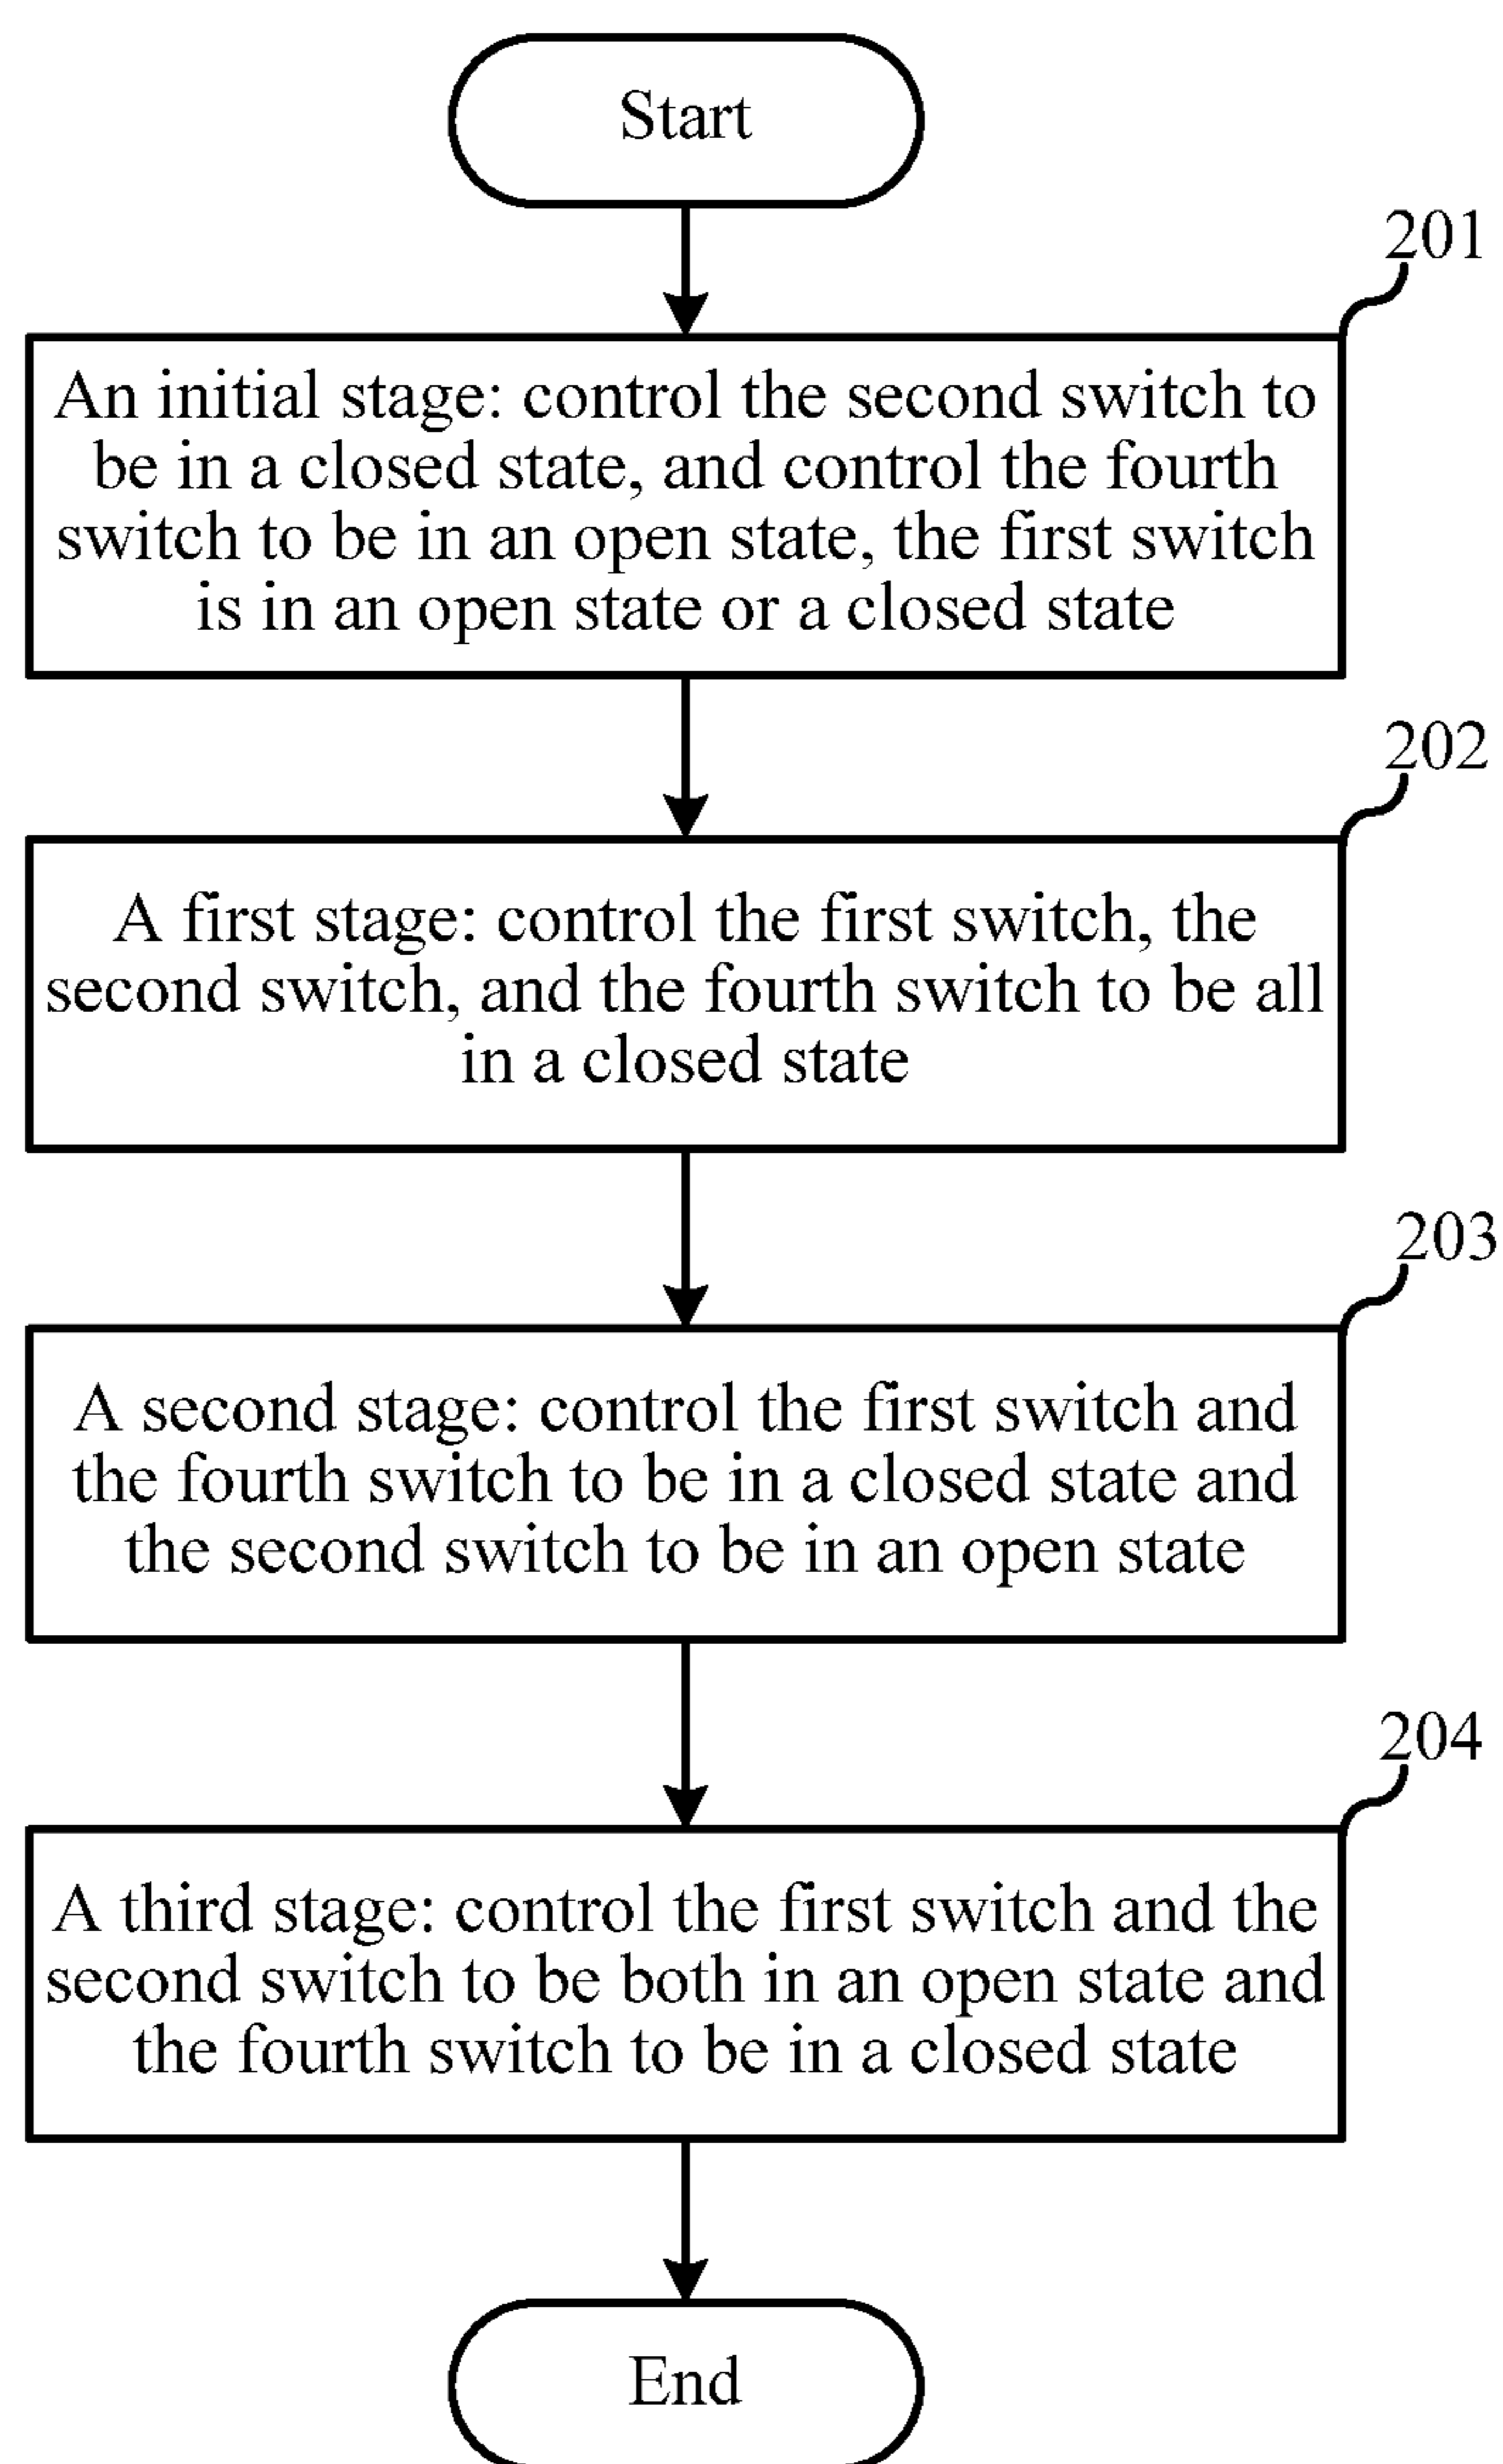 Start
201
An initial stage: control the second switch to
be in a closed state, and control the fourth
switch to be in an open state, the first switch
is in an open state or a closed state
202
A first stage: control the first switch, the
second switch, and the fourth switch to be all
in a closed state
203
A second stage: control the first switch and
the fourth switch to be in a closed state and
the second switch to be in an open state
204
A third stage: control the first switch and the
second switch to be both in an open state and
the fourth switch to be in a closed state
End